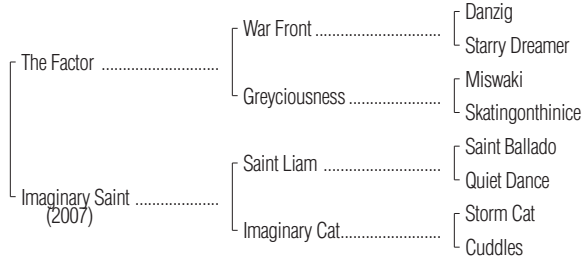 Danzig
War Front ..............................
Starry Dreamer
The Factor ............................
Miswaki
Greyciousness ......................
Skatingonthinice
Saint Ballado
Saint Liam ............................
Quiet Dance
Imaginary Saint ....................
(2007)
Storm Cat
Imaginary Cat........................
Cuddles